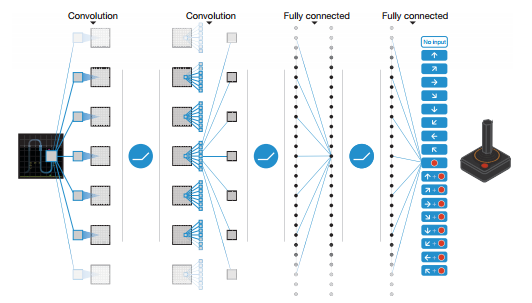 Convolution
Convolution
Fully connected
Fully connected
No input
+
+
+
+
+
+
+
+